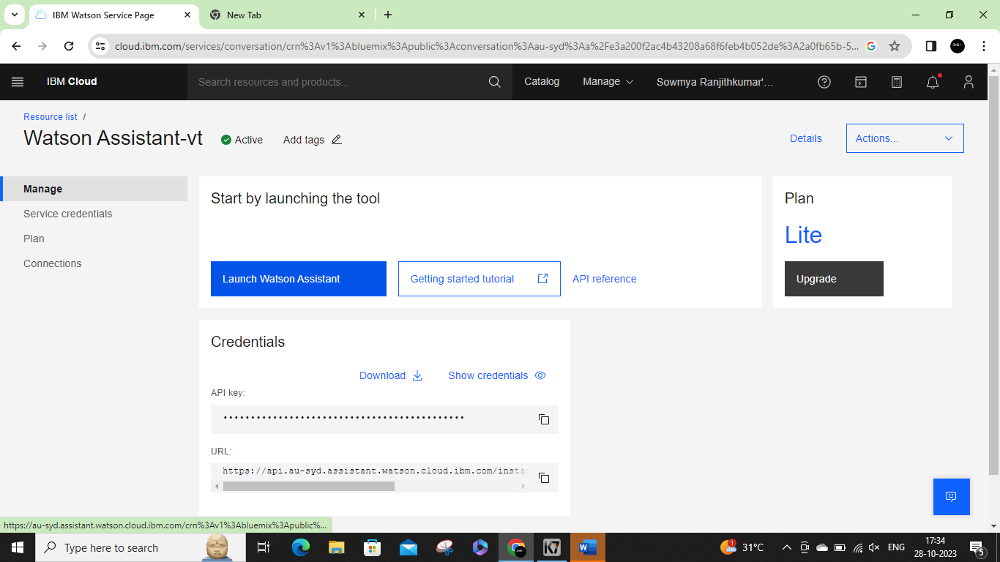 IBM Watson Service Page
New Tab
cloud.ibm.com/services/conversation/crn%3Av1%3Abluemix%3Apublic%3Aconversation%3Aau-syd%3Aa%2Fe3a200f2ac4b43208a68f6feb4b052de%3A2a0fb65b-5...
IBM Cloud
Search resources and products...
Catalog
Manage
Sowmya Ranjithkumar'...
Resource list /
Watson Assistant-vt
Active
Add tags
Details
Actions...
Manage
Service credentials
Plan
Connections
Start by launching the tool
Launch Watson Assistant
Getting started tutorial
API reference
Plan
Lite
Upgrade
Credentials
Download
Show credentials
API key:
••••••••••••••••••••••••••••••••••••••••••••
URL:
https://api.au-syd.assistant.watson.cloud.ibm.com/insta
https://au-syd.assistant.watson.cloud.ibm.com/crn%3Av1%3Abluemix%3Apublic%...
Type here to search
1
31°C
ENG
17:34
28-10-2023
5